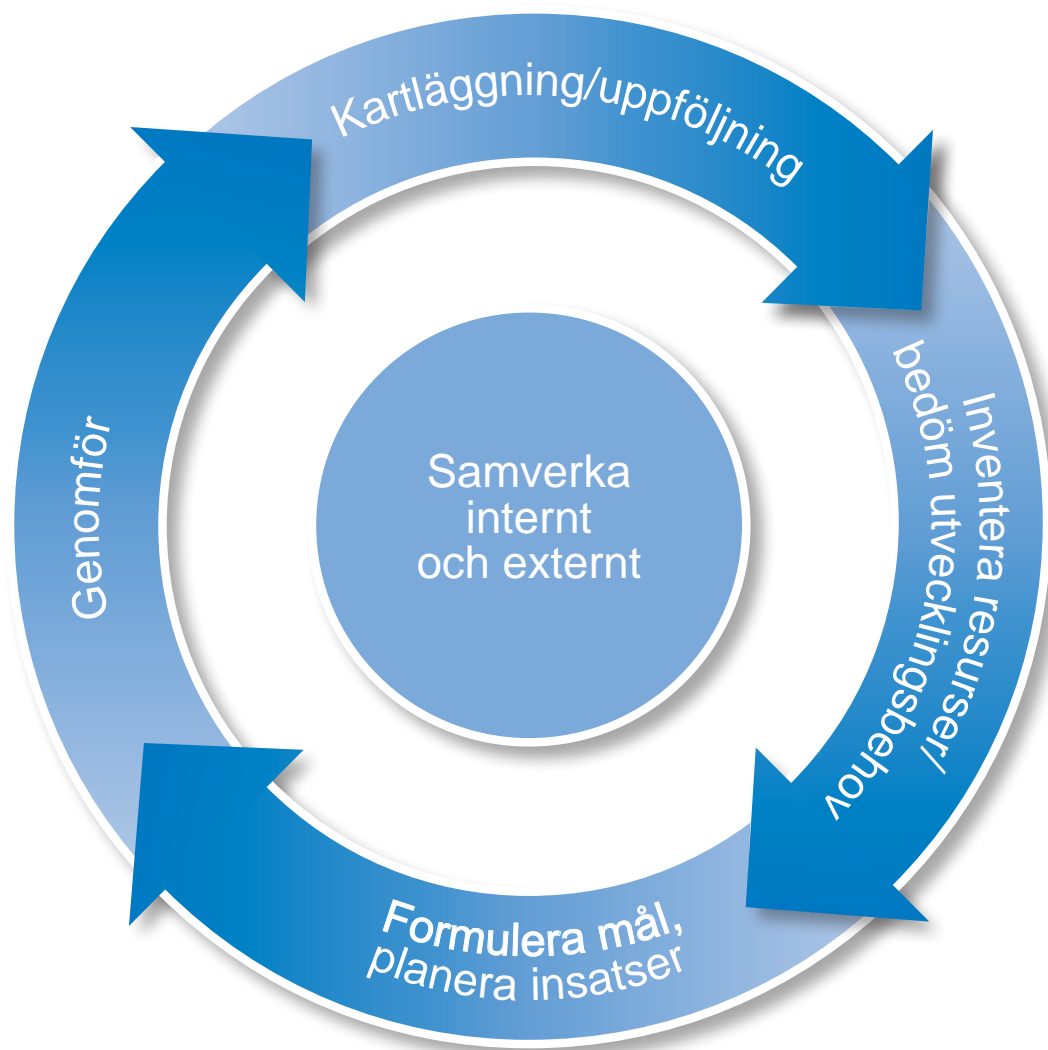 Kartläggning/uppföljning
Inventera resurser/
bedöm utvecklingsbehov
Formulera mål,
planera insatser
Genomför
Samverka
internt
och externt